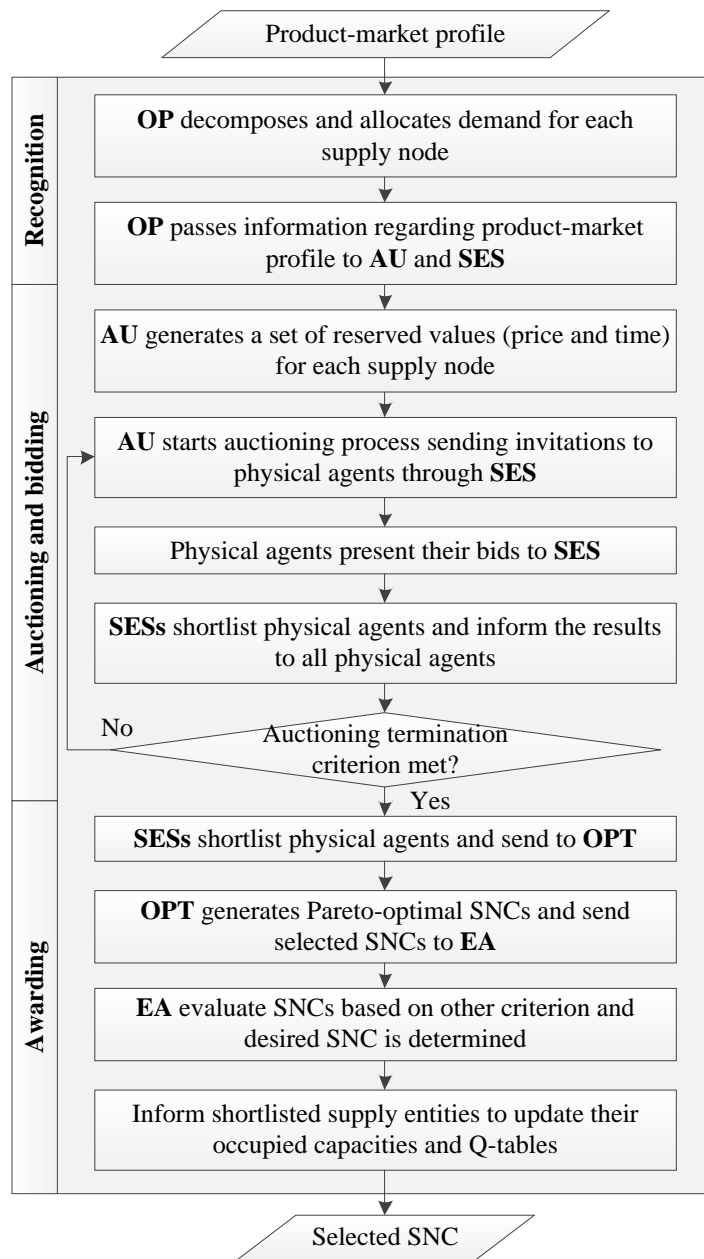 Product-market profile
Recognition
OP decomposes and allocates demand for each
supply node
OP passes information regarding product-market
profile to AU and SES
Auctioning and bidding
AU generates a set of reserved values (price and time)
for each supply node
AU starts auctioning process sending invitations to
physical agents through SES
Physical agents present their bids to SES
SESs shortlist physical agents and inform the results
to all physical agents
No
Auctioning termination
criterion met?
Yes
Awarding
SESs shortlist physical agents and send to OPT
OPT generates Pareto-optimal SNCs and send
selected SNCs to EA
EA evaluate SNCs based on other criterion and
desired SNC is determined
Inform shortlisted supply entities to update their
occupied capacities and Q-tables
Selected SNC